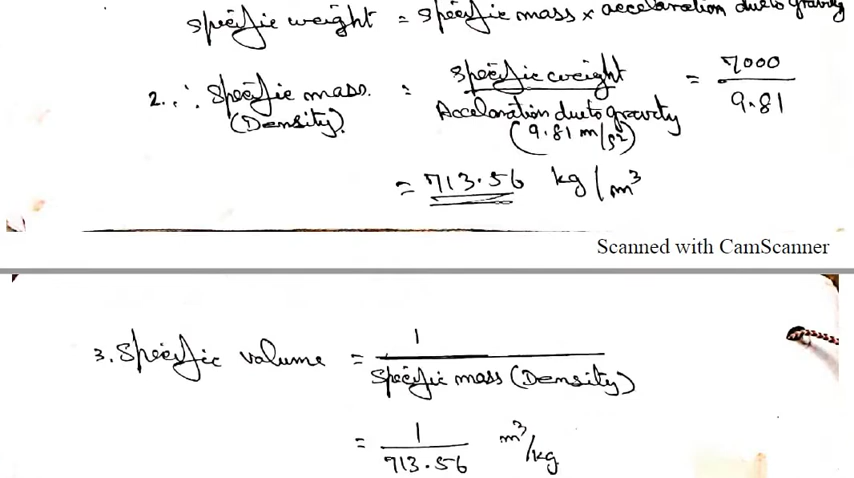 Specific weight = Specific mass x accelaration due to gravity
2. ∴ Specific mass. (Density). = Specific weight / Accelaration due to gravity (9.81 m/s²) = 7000 / 9.81
= 713.56 kg/m³
Scanned with CamScanner
3. Specific volume = 1 / Specific mass (Density)
= 1 / 713.56 m³/kg